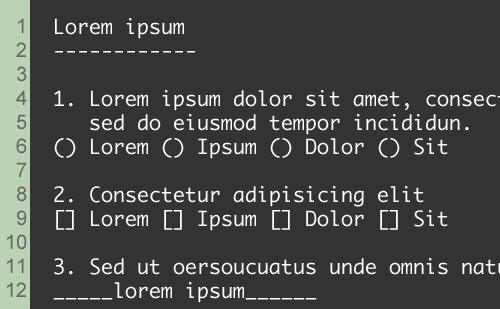 1 Lorem ipsum
2 ------------
3
4 1. Lorem ipsum dolor sit amet, consect
5 sed do eiusmod tempor incididun.
6 () Lorem () Ipsum () Dolor () Sit
7
8 2. Consectetur adipisicing elit
9 [] Lorem [] Ipsum [] Dolor [] Sit
10
11 3. Sed ut oersoucuatus unde omnis natu
12 _____lorem ipsum______